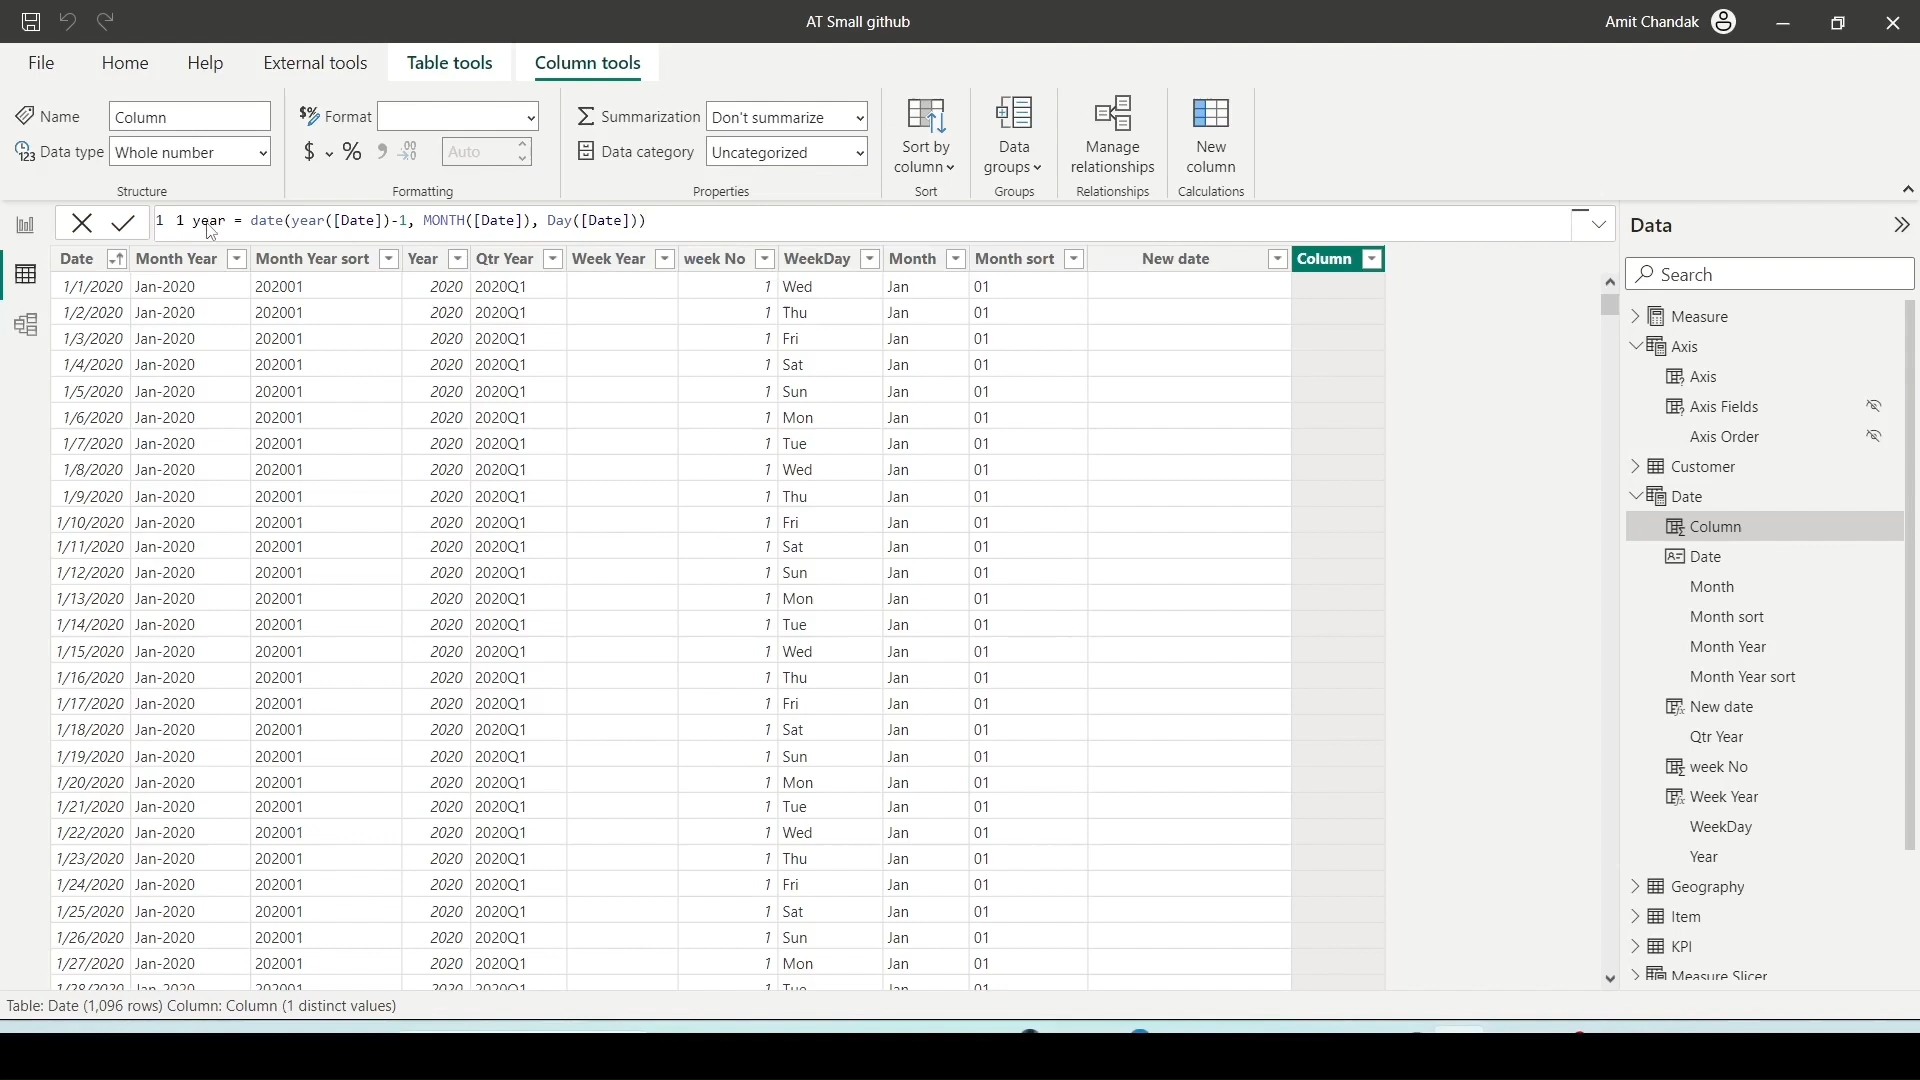 AT Small github
Amit Chandak
File Home Help External tools Table tools Column tools
Name Column
Data type Whole number
Structure
Format
$ % Auto
Formatting
Summarization Don't summarize
Data category Uncategorized
Properties
Sort by column
Sort
Data groups
Groups
Manage relationships
Relationships
New column
Calculations
1 1 year = date(year([Date])-1, MONTH([Date]), Day([Date]))
Date Month Year Month Year sort Year Qtr Year Week Year week No WeekDay Month Month sort New date Column
1/1/2020 Jan-2020 202001 2020 2020Q1 1 Wed Jan 01
1/2/2020 Jan-2020 202001 2020 2020Q1 1 Thu Jan 01
1/3/2020 Jan-2020 202001 2020 2020Q1 1 Fri Jan 01
1/4/2020 Jan-2020 202001 2020 2020Q1 1 Sat Jan 01
1/5/2020 Jan-2020 202001 2020 2020Q1 1 Sun Jan 01
1/6/2020 Jan-2020 202001 2020 2020Q1 1 Mon Jan 01
1/7/2020 Jan-2020 202001 2020 2020Q1 1 Tue Jan 01
1/8/2020 Jan-2020 202001 2020 2020Q1 1 Wed Jan 01
1/9/2020 Jan-2020 202001 2020 2020Q1 1 Thu Jan 01
1/10/2020 Jan-2020 202001 2020 2020Q1 1 Fri Jan 01
1/11/2020 Jan-2020 202001 2020 2020Q1 1 Sat Jan 01
1/12/2020 Jan-2020 202001 2020 2020Q1 1 Sun Jan 01
1/13/2020 Jan-2020 202001 2020 2020Q1 1 Mon Jan 01
1/14/2020 Jan-2020 202001 2020 2020Q1 1 Tue Jan 01
1/15/2020 Jan-2020 202001 2020 2020Q1 1 Wed Jan 01
1/16/2020 Jan-2020 202001 2020 2020Q1 1 Thu Jan 01
1/17/2020 Jan-2020 202001 2020 2020Q1 1 Fri Jan 01
1/18/2020 Jan-2020 202001 2020 2020Q1 1 Sat Jan 01
1/19/2020 Jan-2020 202001 2020 2020Q1 1 Sun Jan 01
1/20/2020 Jan-2020 202001 2020 2020Q1 1 Mon Jan 01
1/21/2020 Jan-2020 202001 2020 2020Q1 1 Tue Jan 01
1/22/2020 Jan-2020 202001 2020 2020Q1 1 Wed Jan 01
1/23/2020 Jan-2020 202001 2020 2020Q1 1 Thu Jan 01
1/24/2020 Jan-2020 202001 2020 2020Q1 1 Fri Jan 01
1/25/2020 Jan-2020 202001 2020 2020Q1 1 Sat Jan 01
1/26/2020 Jan-2020 202001 2020 2020Q1 1 Sun Jan 01
1/27/2020 Jan-2020 202001 2020 2020Q1 1 Mon Jan 01
1/28/2020 Jan-2020 202001 2020 2020Q1 1 Tue Jan 01
Table: Date (1,096 rows) Column: Column (1 distinct values)
Data
Search
Measure
Axis
Axis
Axis Fields
Axis Order
Customer
Date
Column
Date
Month
Month sort
Month Year
Month Year sort
New date
Qtr Year
week No
Week Year
WeekDay
Year
Geography
Item
KPI
Measure Slicer